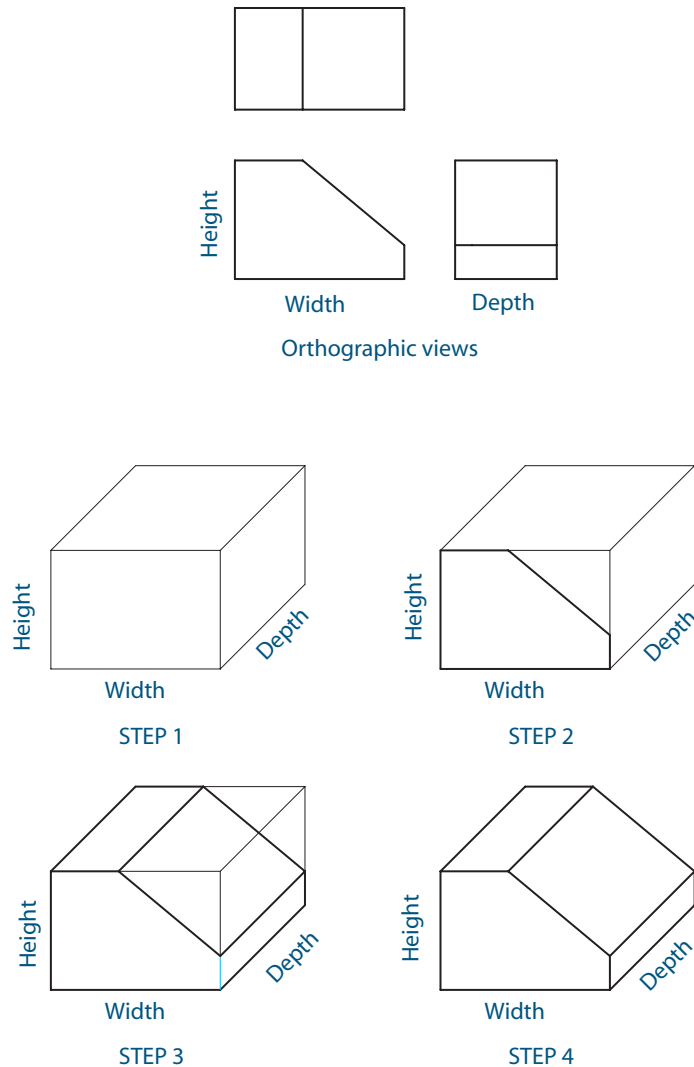 Height
Width
Depth
Orthographic views
Height
Depth
Width
STEP 1
Height
Depth
Width
STEP 2
Height
Depth
Width
STEP 3
Height
Depth
Width
STEP 4